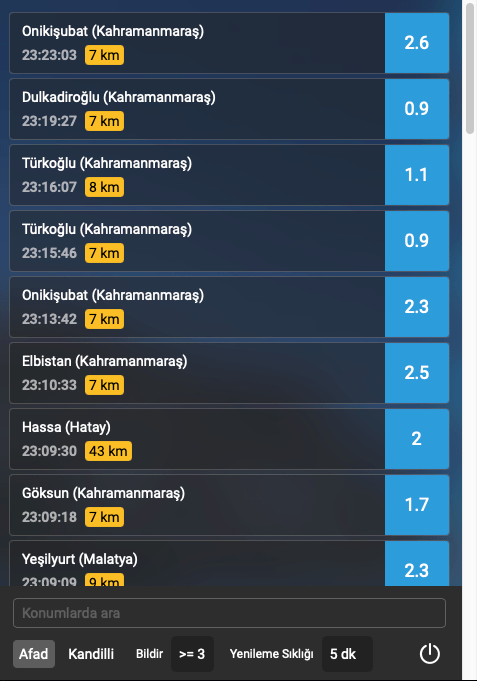 Onikişubat (Kahramanmaraş)
23:23:03 7 km
2.6
Dulkadiroğlu (Kahramanmaraş)
23:19:27 7 km
0.9
Türkoğlu (Kahramanmaraş)
23:16:07 8 km
1.1
Türkoğlu (Kahramanmaraş)
23:15:46 7 km
0.9
Onikişubat (Kahramanmaraş)
23:13:42 7 km
2.3
Elbistan (Kahramanmaraş)
23:10:33 7 km
2.5
Hassa (Hatay)
23:09:30 43 km
2
Göksun (Kahramanmaraş)
23:09:18 7 km
1.7
Yeşilyurt (Malatya)
23:09:09 9 km
2.3
Konumlarda ara
Afad Kandilli Bildir >= 3 Yenileme Sıklığı 5 dk